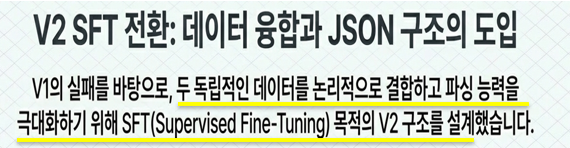 V2 SFT 전환: 데이터 융합과 JSON 구조의 도입
V1의 실패를 바탕으로, 두 독립적인 데이터를 논리적으로 결합하고 파싱 능력을
극대화하기 위해 SFT(Supervised Fine-Tuning) 목적의 V2 구조를 설계했습니다.